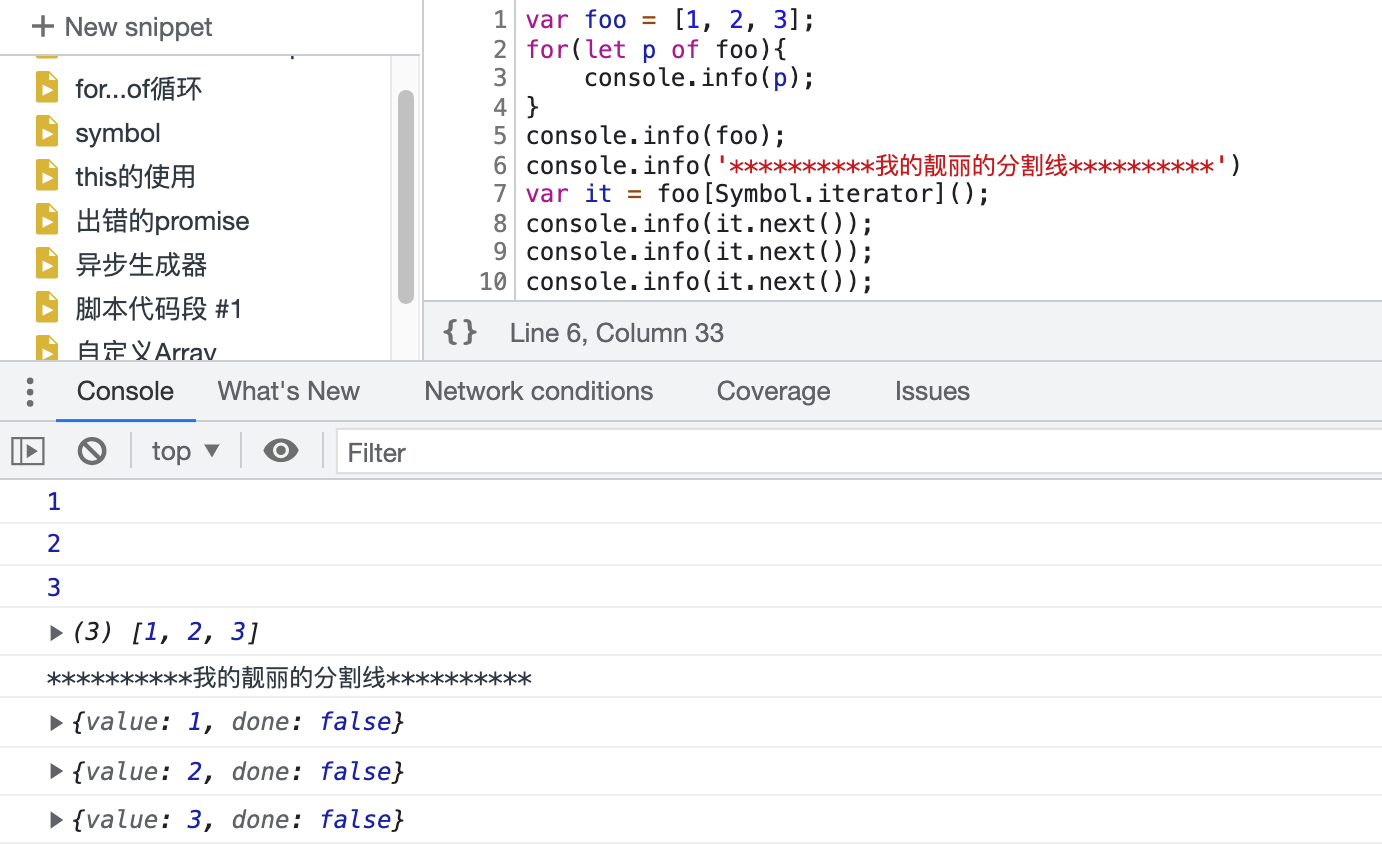 New snippet
for...of循环
symbol
this的使用
出错的promise
异步生成器
脚本代码段 #1
自定义Array
1 var foo = [1, 2, 3];
2 for(let p of foo){
3 console.info(p);
4 }
5 console.info(foo);
6 console.info('**********我的靓丽的分割线**********')
7 var it = foo[Symbol.iterator]();
8 console.info(it.next());
9 console.info(it.next());
10 console.info(it.next());
{} Line 6, Column 33
Console What's New Network conditions Coverage Issues
top ▼ Filter
1
2
3
(3) [1, 2, 3]
**********我的靓丽的分割线**********
{value: 1, done: false}
{value: 2, done: false}
{value: 3, done: false}